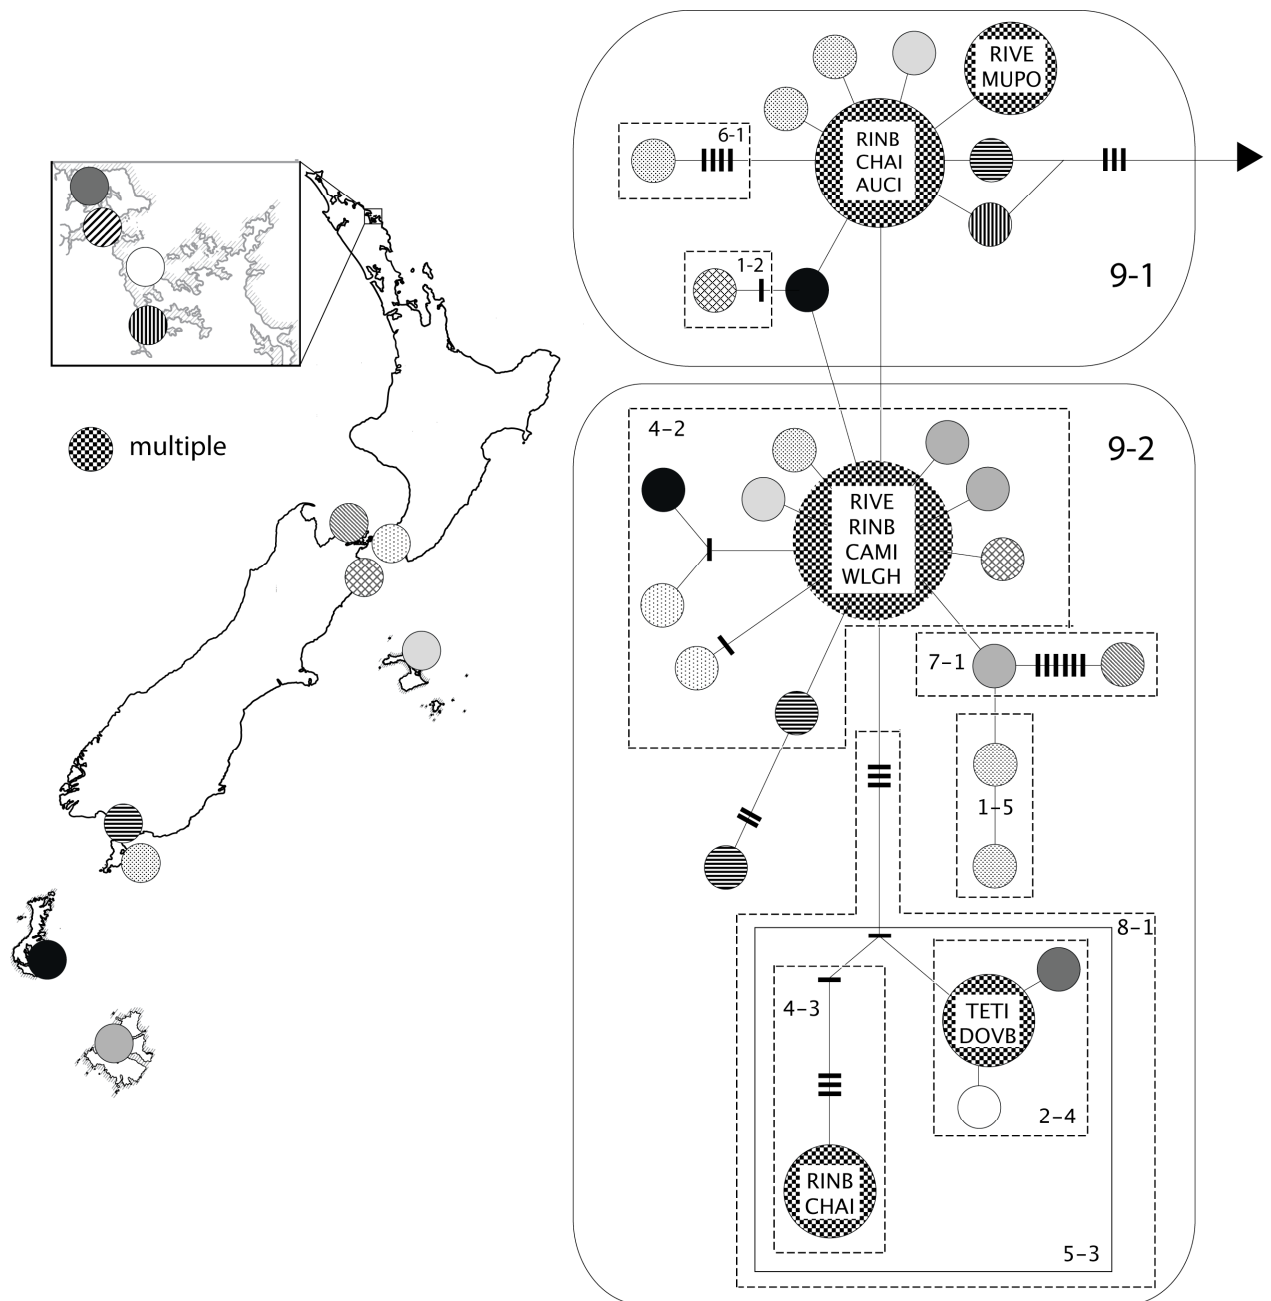 multiple
RIVE
MUPO
6-1
RINB
CHAI
AUCI
1-2
9-1
4-2
9-2
RIVE
RINB
CAMI
WLGH
7-1
1-5
8-1
4-3
TETI
DOVB
2-4
RINB
CHAI
5-3